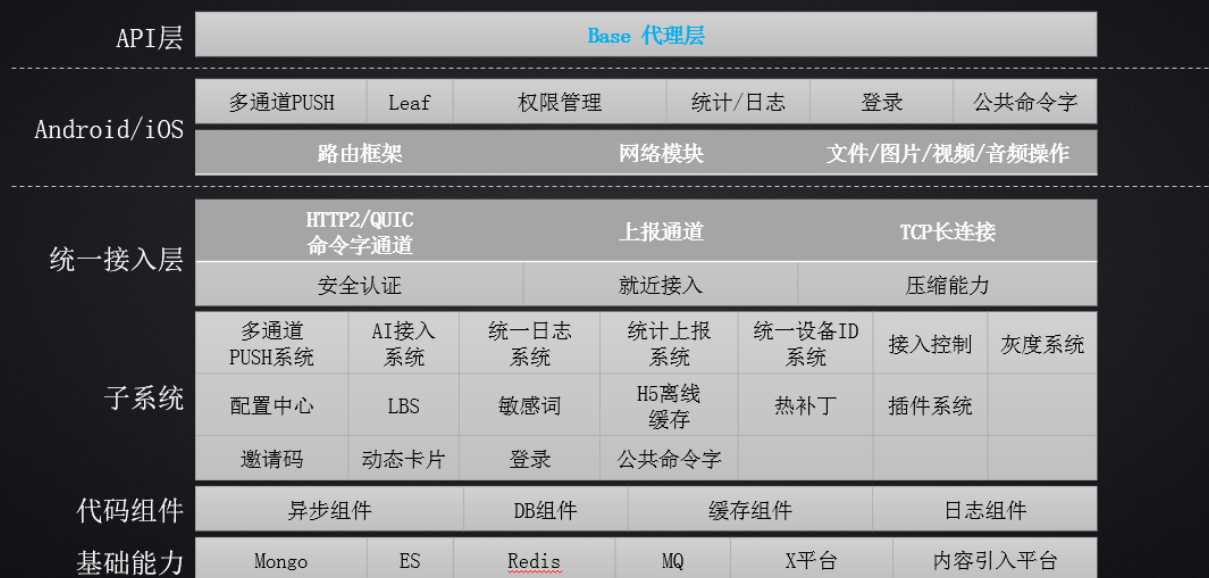 API层
Base 代理层
Android/iOS
多通道PUSH Leaf 权限管理 统计/日志 登录 公共命令字
路由框架 网络模块 文件/图片/视频/音频操作
统一接入层
HTTP2/QUIC
命令字通道 上报通道 TCP长连接
安全认证 就近接入 压缩能力
子系统
多通道 AI接入 统一日志 统计上报 统一设备ID 接入控制 灰度系统
PUSH系统 系统 系统 系统 系统
配置中心 LBS 敏感词 H5离线 热补丁 插件系统
缓存
邀请码 动态卡片 登录 公共命令字
代码组件
异步组件 DB组件 缓存组件 日志组件
基础能力
Mongo ES Redis MQ X平台 内容引入平台